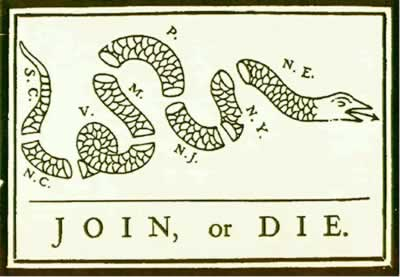 S. C.
N. C.
V.
M.
P.
N. J.
N. Y.
N. E.
JOIN, or DIE.